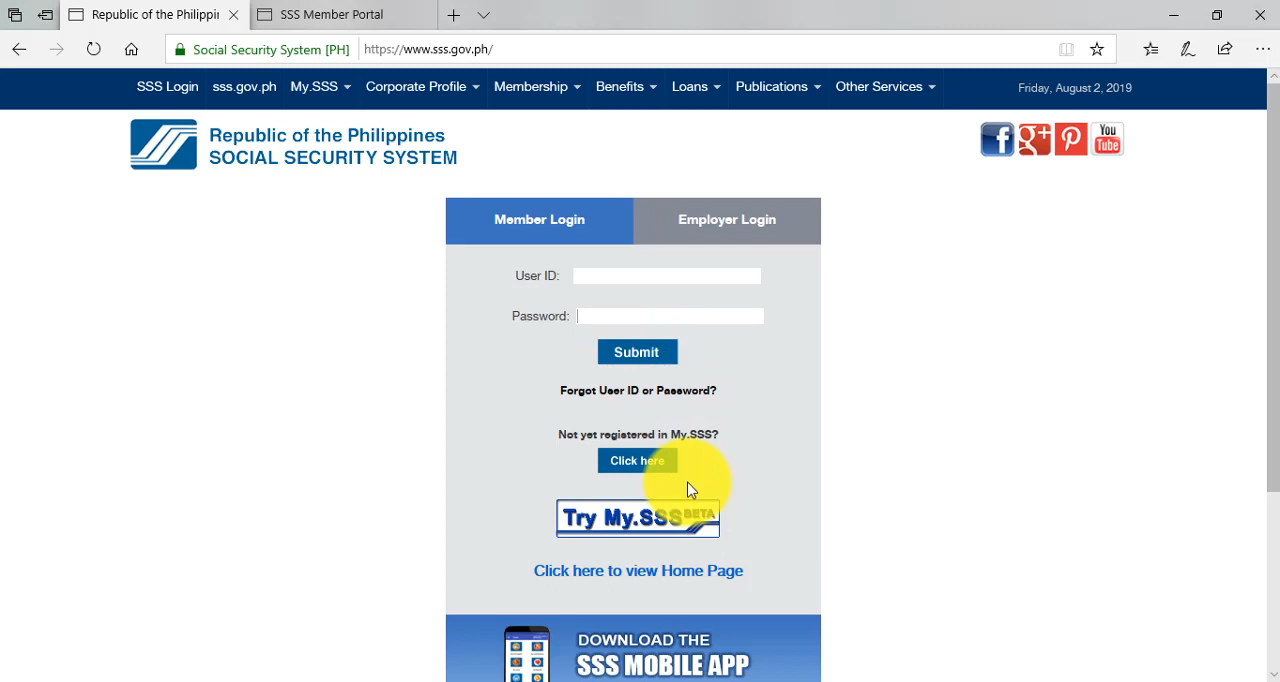 Republic of the Philippi
SSS Member Portal
Social Security System [PH]
https://www.sss.gov.ph/
SSS Login
sss.gov.ph
My.SSS
Corporate Profile
Membership
Benefits
Loans
Publications
Other Services
Friday, August 2, 2019
Republic of the Philippines
SOCIAL SECURITY SYSTEM
f
g+
You
Tube
Member Login
Employer Login
User ID:
Password:
Submit
Forgot User ID or Password?
Not yet registered in My.SSS?
Click here
Try My.SSS BETA
Click here to view Home Page
DOWNLOAD THE
SSS MOBILE APP